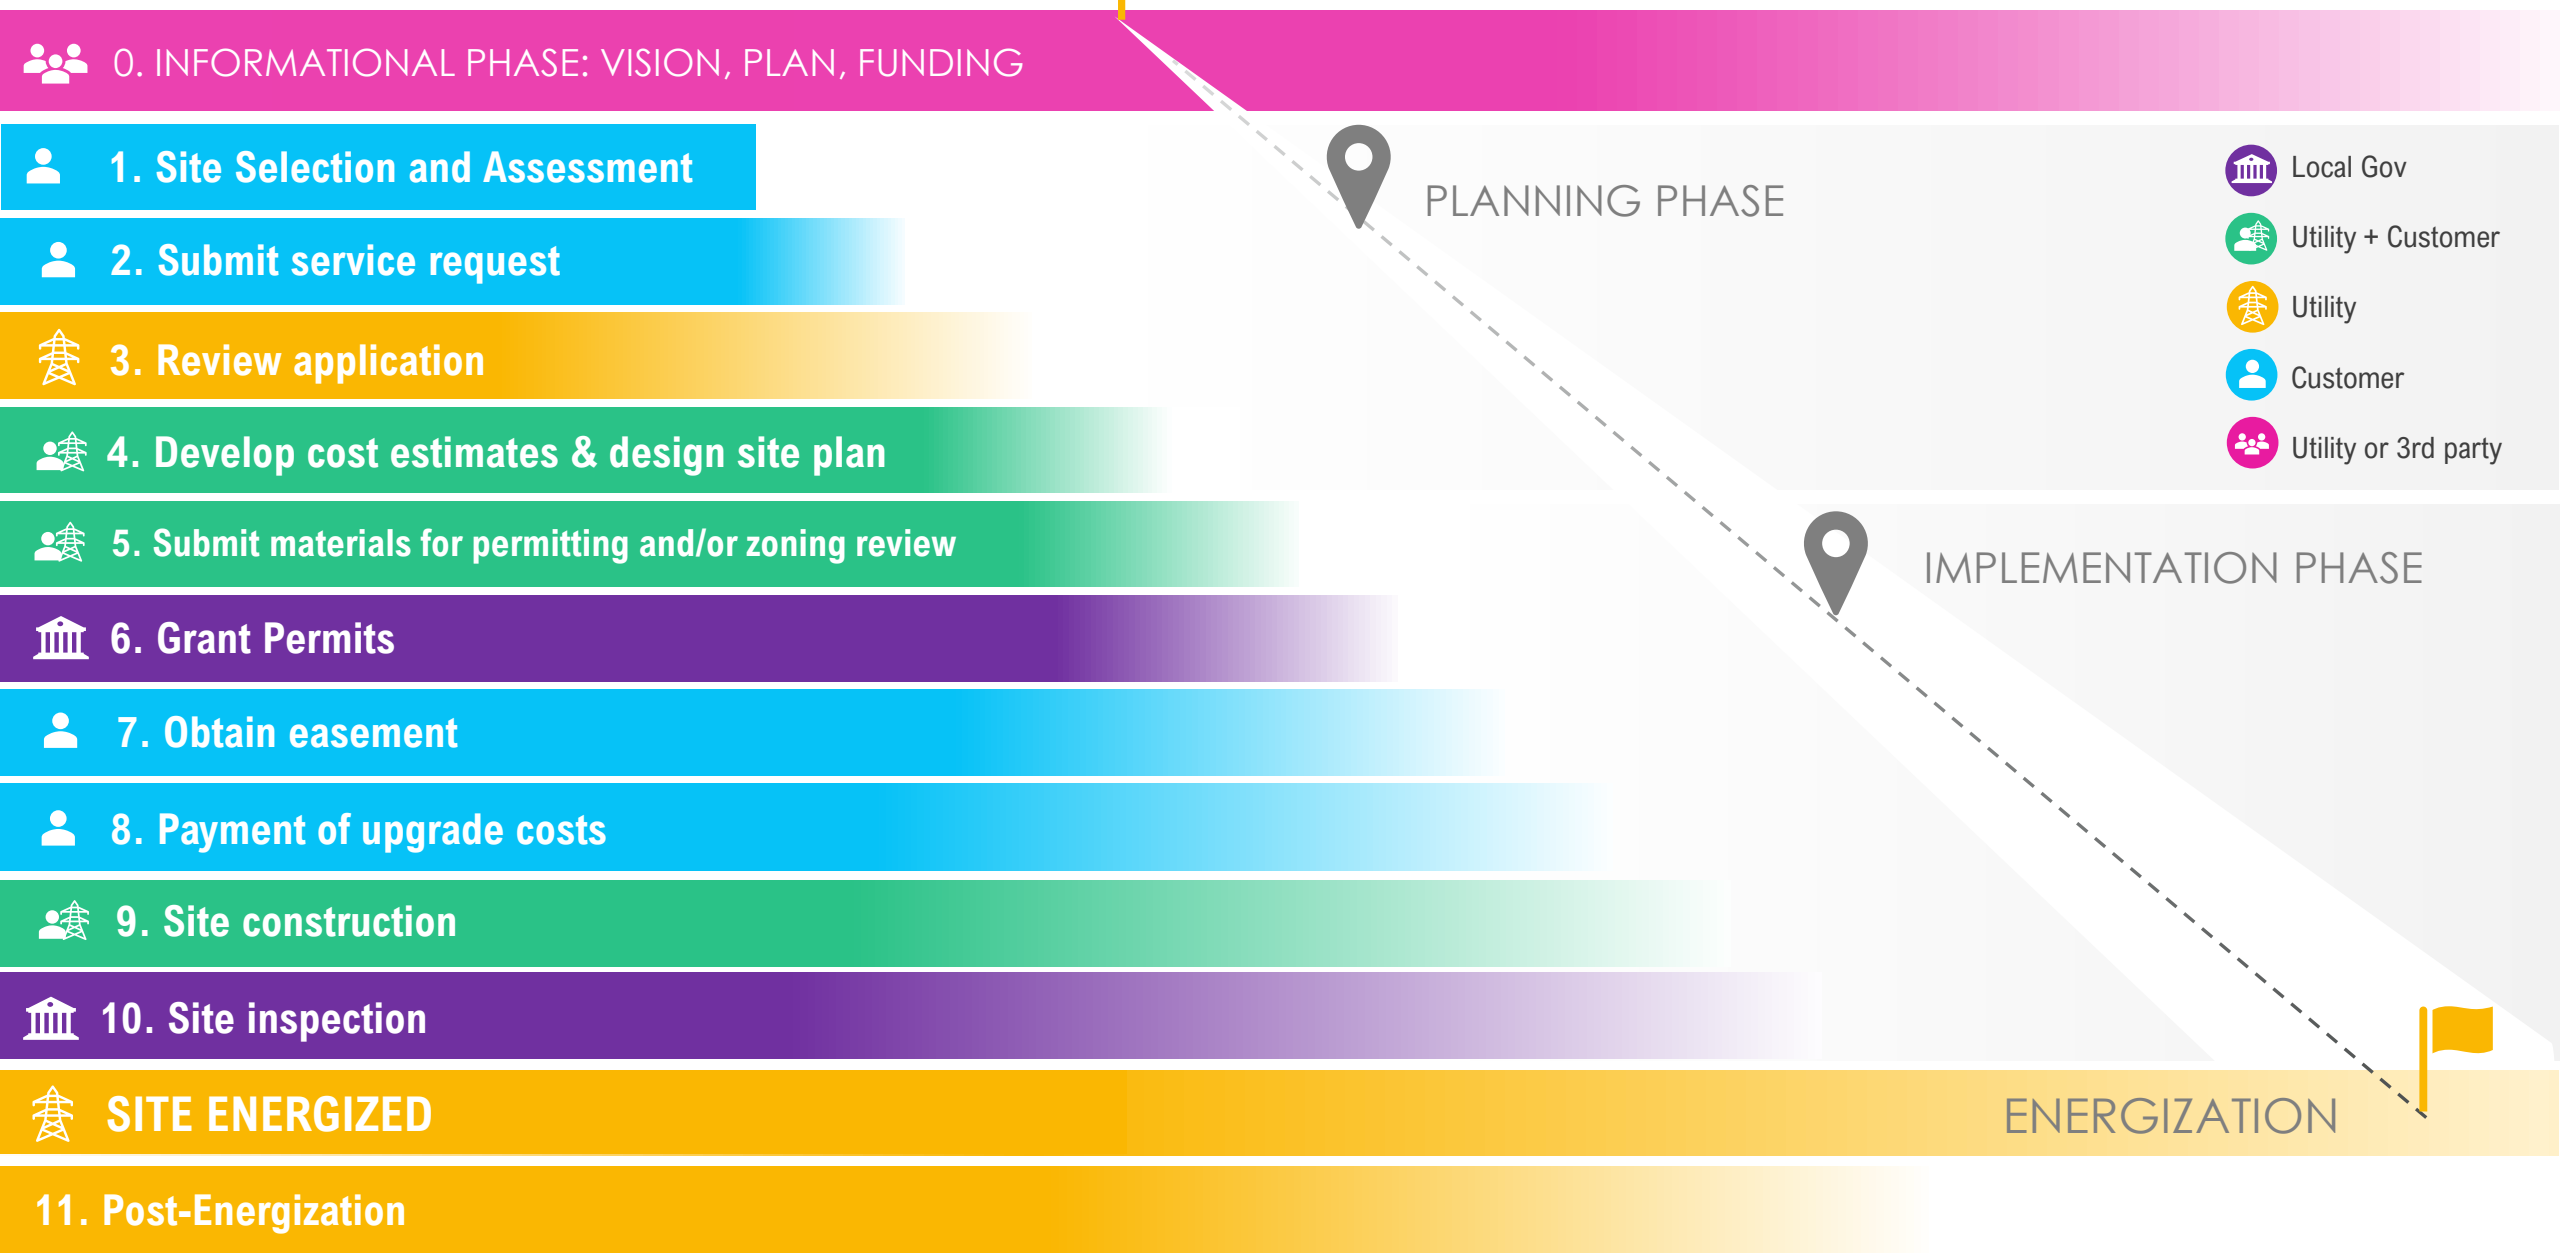 0. INFORMATIONAL PHASE: VISION, PLAN, FUNDING
1. Site Selection and Assessment
2. Submit service request
3. Review application
4. Develop cost estimates & design site plan
5. Submit materials for permitting and/or zoning review
6. Grant Permits
7. Obtain easement
8. Payment of upgrade costs
9. Site construction
10. Site inspection
SITE ENERGIZED
11. Post-Energization
PLANNING PHASE
IMPLEMENTATION PHASE
ENERGIZATION
Local Gov
Utility + Customer
Utility
Customer
Utility or 3rd party